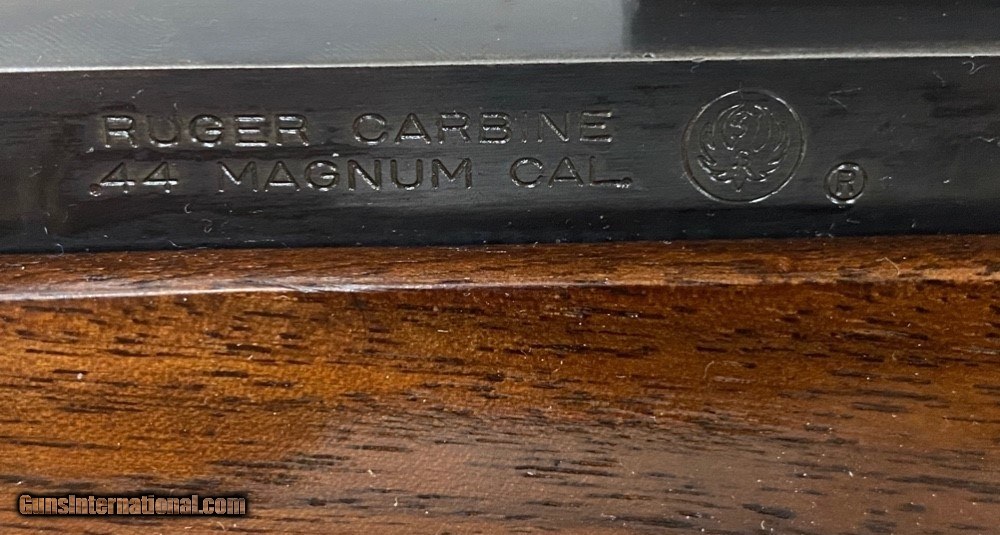 RUGER CARBINE
.44 MAGNUM CAL.
®
GunsInternational.com